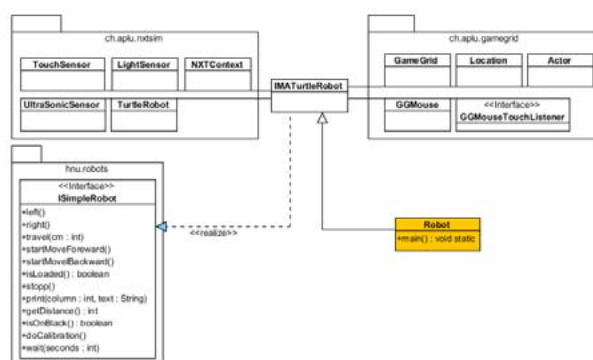 ch.aplu.nxtsim
TouchSensor
LightSensor
NXTContext
UltraSonicSensor
TurtleRobot
IMATurtleRobot
ch.aplu.gamegrid
GameGrid
Location
Actor
GGMouse
<<Interface>>
GGMouseTouchListener
hnu.robots
<<Interface>>
ISimpleRobot
+left()
+right()
+travel(cm : int)
+startMoveForeward()
+startMovelBackward()
+isLoaded() : boolean
+stopp()
+print(column : int, text : String)
+getDistance() : int
+isOnBlack() : boolean
+doCalibration()
+wait(seconds : int)
<<realize>>
Robot
+main() : void static